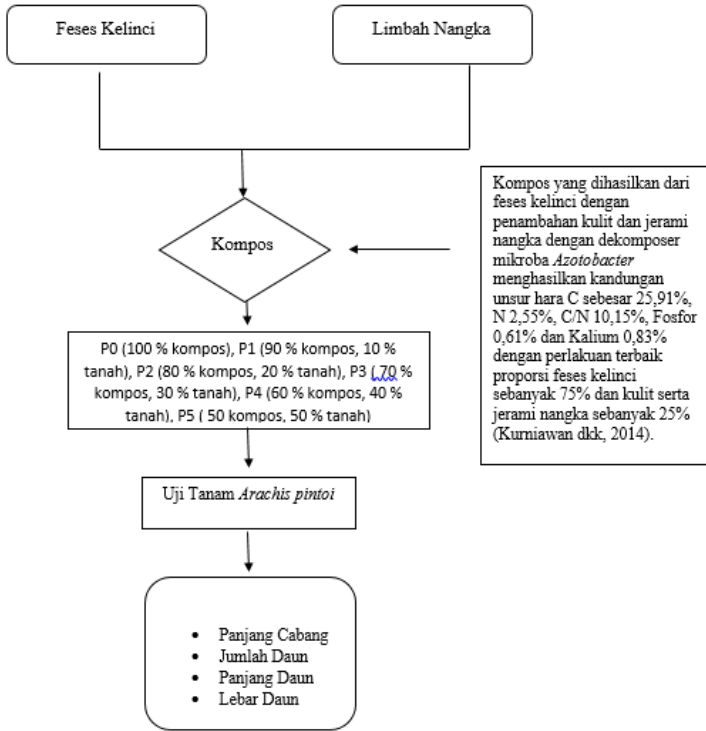 Feses Kelinci
Limbah Nangka
Kompos
Kompos yang dihasilkan dari
feses kelinci dengan
penambahan kulit dan jerami
nangka dengan dekomposer
mikroba Azotobacter
menghasilkan kandungan
unsur hara C sebesar 25,91%,
N 2,55%, C/N 10,15%, Fosfor
0,61% dan Kalium 0,83%
dengan perlakuan terbaik
proporsi feses kelinci
sebanyak 75% dan kulit serta
jerami nangka sebanyak 25%
(Kurniawan dkk, 2014).
P0 (100 % kompos), P1 (90 % kompos, 10 %
tanah), P2 (80 % kompos, 20 % tanah), P3 ( 70 %
kompos, 30 % tanah), P4 (60 % kompos, 40 %
tanah), P5 ( 50 kompos, 50 % tanah)
Uji Tanam Arachis pintoi
• Panjang Cabang
• Jumlah Daun
• Panjang Daun
• Lebar Daun